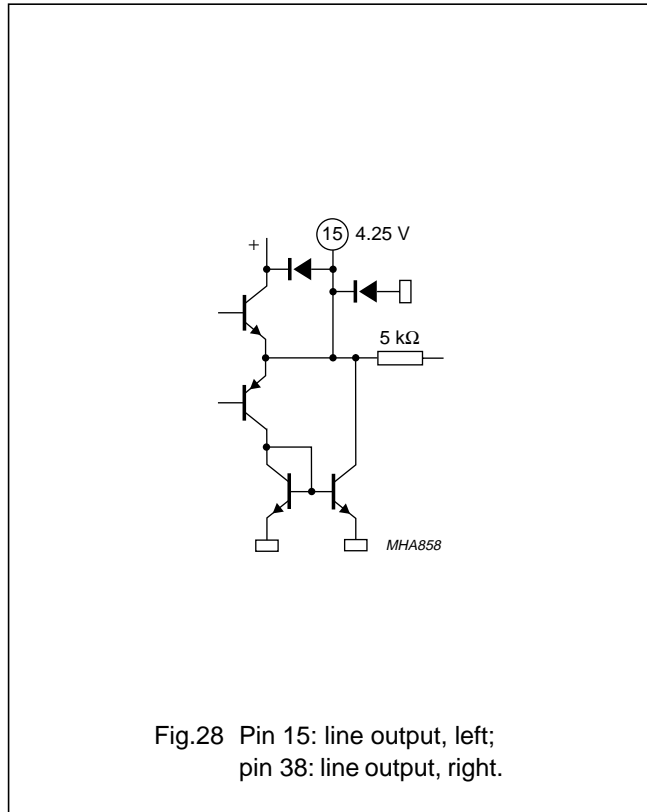 +
15 4.25 V
5 kΩ
MHA858
Fig.28 Pin 15: line output, left;
pin 38: line output, right.